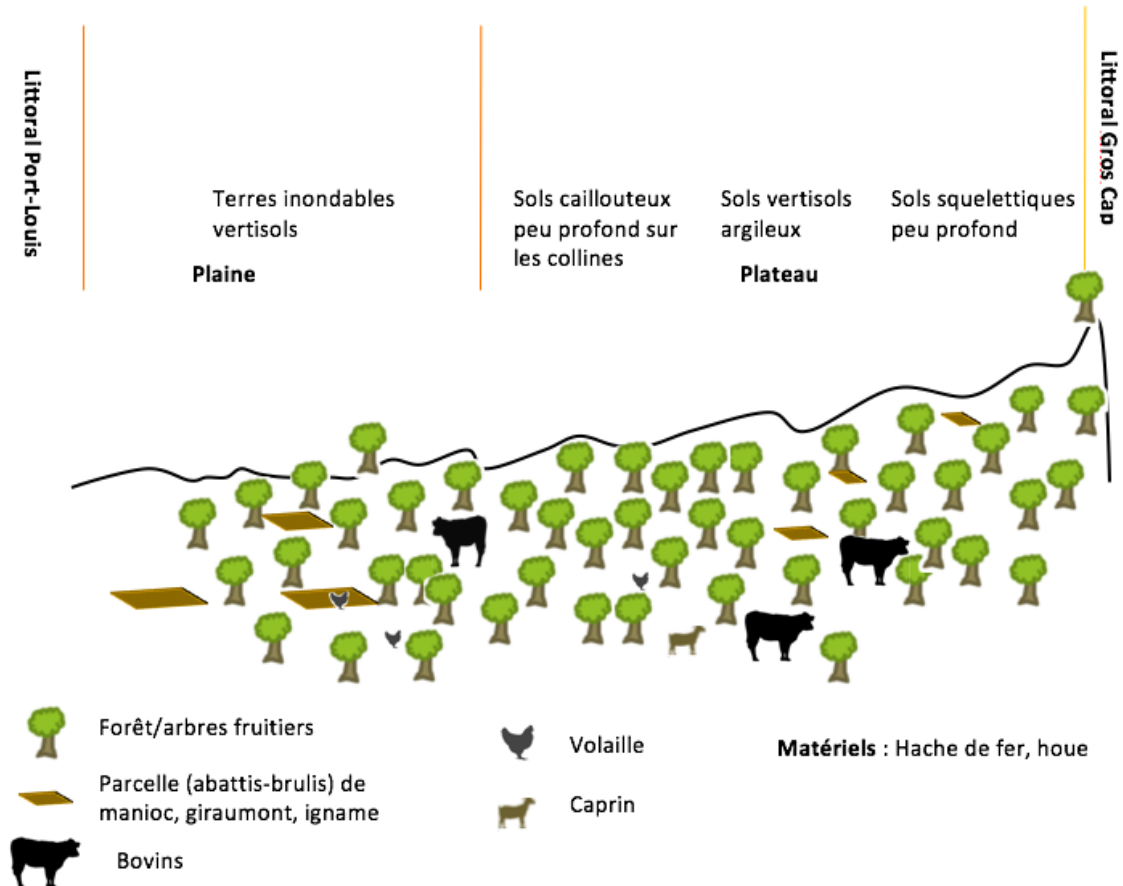 Littoral Port-Louis
Terres inondables
vertisols
Plaine
Sols caillouteux
peu profond sur
les collines
Sols vertisols
argileux
Sols squelettiques
peu profond
Plateau
Littoral Gros Cap
Forêt/arbres fruitiers
Parcelle (abattis-brulis) de
manioc, giraumont, igname
Bovins
Volaille
Caprin
Matériels : Hache de fer, houe